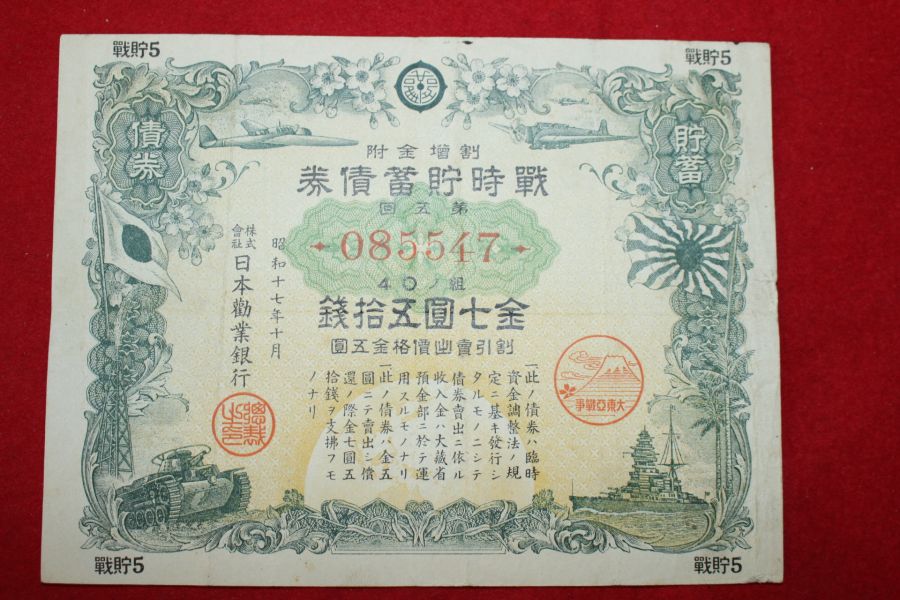 戰貯5
戰貯5
貯蓄
債券
割增金附
戰時貯蓄債券
第五回
085547
組ノ40
金七圓五拾錢
割引賣出價格金五圓
大東亞戰爭
一此ノ債券ハ臨時
資金調整法ノ規
定ニ基キ發行シ
タルモノニシテ
債券賣出ニ依ル
收入金ハ大藏省
預金部ニ於テ運
用スルモノナリ
一此ノ債券ハ金五
圓ニテ賣出シ償
還ノ際金七圓五
拾錢ヲ支拂フモ
ノナリ
昭和十七年十月
株式會社日本勸業銀行
總裁之印
戰貯5
戰貯5